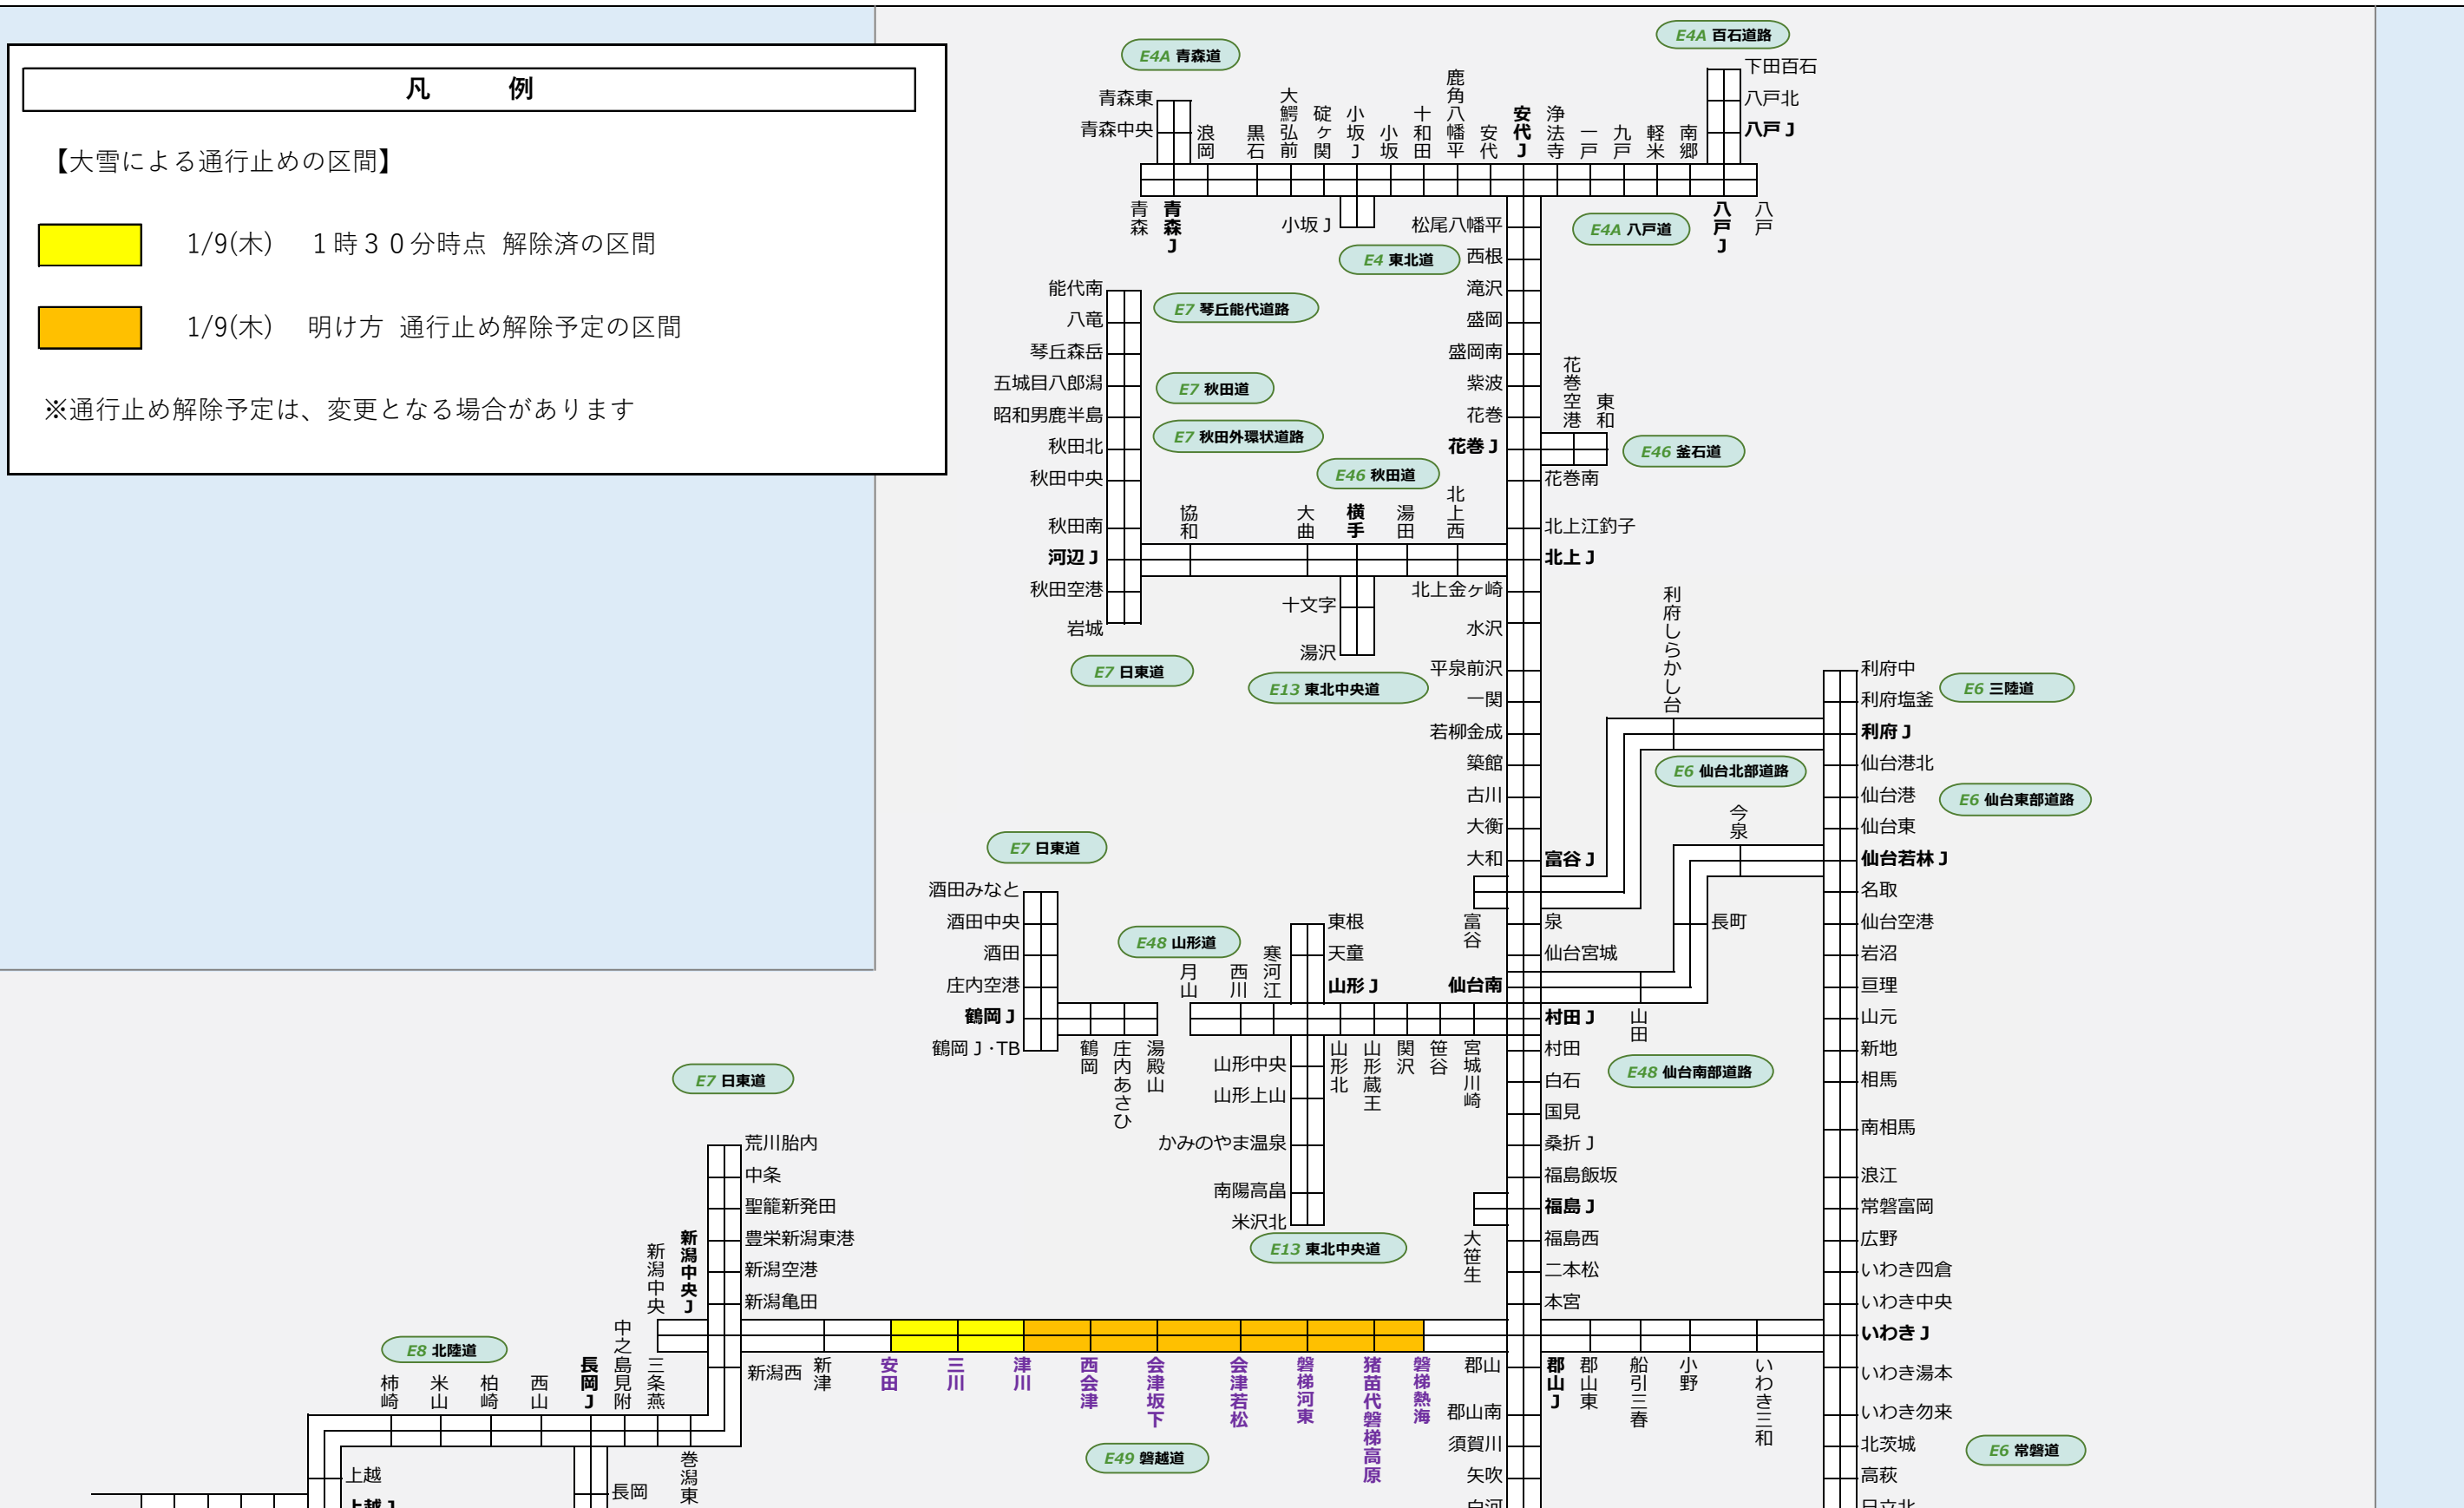 凡 例
【大雪による通行止めの区間】
1/9(木) 1時30分時点 解除済の区間
1/9(木) 明け方 通行止め解除予定の区間
※通行止め解除予定は、変更となる場合があります
E4A 青森道
E4A 百石道路
下田百石
八戸北
八戸J
青森東
青森中央
浪岡
黒石
大鰐弘前
碇ヶ関
小坂J
小坂
十和田
鹿角八幡平
安代
安代J
浄法寺
一戸
九戸
軽米
南郷
青森
青森J
小坂J
松尾八幡平
E4A 八戸道
八戸J
八戸
E4 東北道
西根
滝沢
盛岡
盛岡南
紫波
花巻
花巻J
花巻空港
東和
E46 釜石道
花巻南
能代南
八竜
琴丘森岳
五城目八郎潟
昭和男鹿半島
秋田北
秋田中央
秋田南
河辺J
秋田空港
岩城
E7 琴丘能代道路
E7 秋田道
E7 秋田外環状道路
E46 秋田道
協和
大曲
横手
湯田
北上西
北上江釣子
北上J
北上金ヶ崎
十文字
湯沢
水沢
E7 日東道
E13 東北中央道
平泉前沢
一関
若柳金成
築館
古川
大衡
大和
富谷J
利府しらかし台
利府中
利府塩釜
利府J
仙台港北
仙台港
仙台東
仙台若林J
名取
仙台空港
岩沼
亘理
山元
新地
相馬
南相馬
浪江
常磐富岡
広野
いわき四倉
いわき中央
いわきJ
いわき湯本
いわき勿来
北茨城
高萩
日立北
E6 三陸道
E6 仙台北部道路
E6 仙台東部道路
今泉
長町
富谷
泉
仙台宮城
仙台南
村田J
山田
E48 仙台南部道路
村田
白石
国見
桑折J
福島飯坂
福島J
大笹生
福島西
二本松
本宮
E7 日東道
酒田みなと
酒田中央
酒田
庄内空港
鶴岡J
鶴岡J・TB
鶴岡
庄内あさひ
湯殿山
E48 山形道
月山
西川
寒河江
東根
天童
山形J
山形中央
山形上山
かみのやま温泉
南陽高畠
米沢北
山形北
山形蔵王
関沢
笹谷
宮城川崎
E13 東北中央道
E7 日東道
荒川胎内
中条
聖籠新発田
豊栄新潟東港
新潟空港
新潟亀田
新潟中央
新潟中央J
新潟西
新津
安田
三川
津川
西会津
会津坂下
会津若松
磐梯河東
猪苗代磐梯高原
磐梯熱海
郡山
郡山J
郡山東
船引三春
小野
いわき三和
郡山南
須賀川
矢吹
白河
E49 磐越道
E6 常磐道
E8 北陸道
柿崎
米山
柏崎
西山
長岡J
中之島見附
三条燕
巻潟東
上越
上越J
長岡